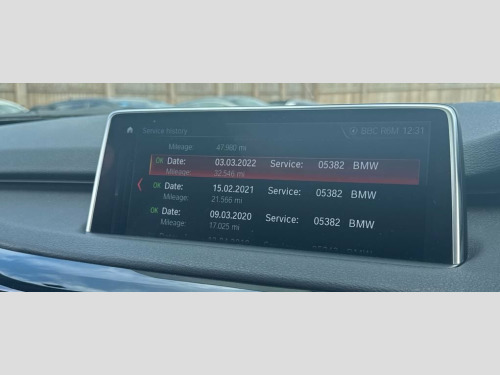 Service history BBC R6M 12.31
Mileage: 47.980 mi
OK Date: 03.03.2022 Service: 05382 BMW
Mileage: 32.546 mi
OK Date: 15.02.2021 Service: 05382 BMW
Mileage: 21.566 mi
OK Date: 09.03.2020 Service: 05382 BMW
Mileage: 17.025 mi